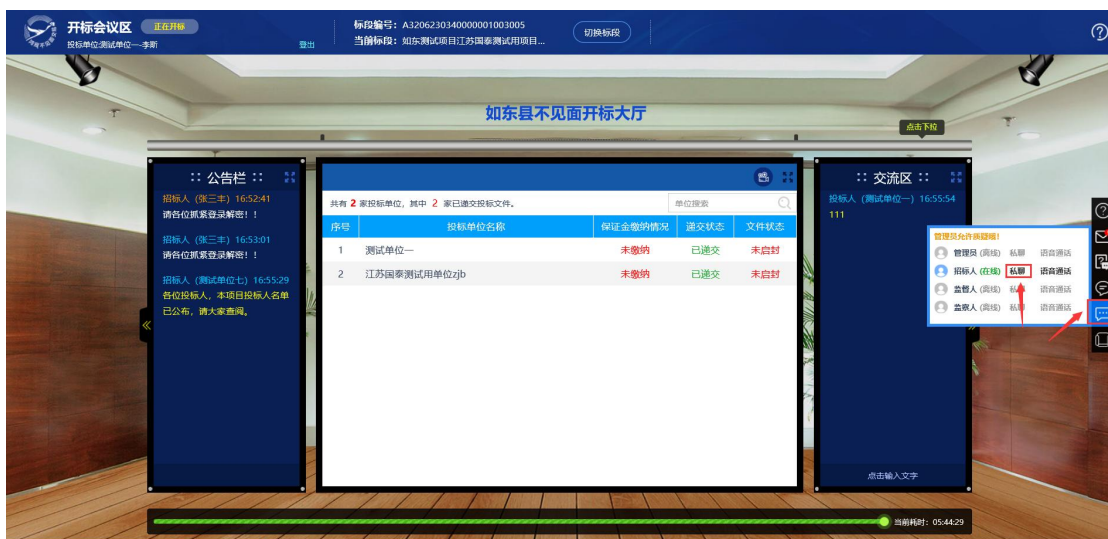 开标会议区 正在开标
投标单位:测试单位一-李斯 登出
标段编号：A3206230340000001003005
当前标段：如东测试项目江苏国泰测试用项目...
切换标段
如东县不见面开标大厅
点击下拉
:: 公告栏 ::
招标人 (张三丰) 16:52:41
请各位抓紧登录解密！！
招标人 (张三丰) 16:53:01
请各位抓紧登录解密！！
招标人 (测试单位七) 16:55:29
各位投标人，本项目投标人名单
已公布，请大家查阅。
共有 2 家投标单位, 其中 2 家已递交投标文件。 单位搜索
序号 投标单位名称 保证金缴纳情况 递交状态 文件状态
1 测试单位一 未缴纳 已递交 未启封
2 江苏国泰测试用单位zjb 未缴纳 已递交 未启封
:: 交流区 ::
投标人 (测试单位一) 16:55:54
111
管理员 (离线) 私聊 语音通话
招标人 (在线) 私聊 语音通话
监督人 (离线) 私聊 语音通话
监察人 (离线) 私聊 语音通话
点击输入文字
当前耗时：05:44:29